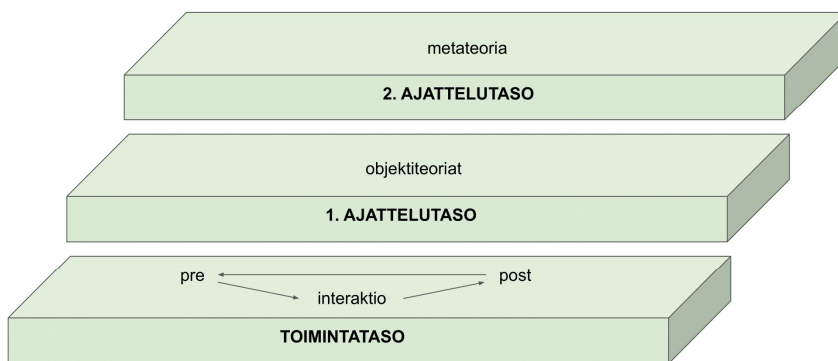 metateoria
2. AJATTELUTASO
objektiteoriat
1. AJATTELUTASO
pre post
interaktio
TOIMINTATASO